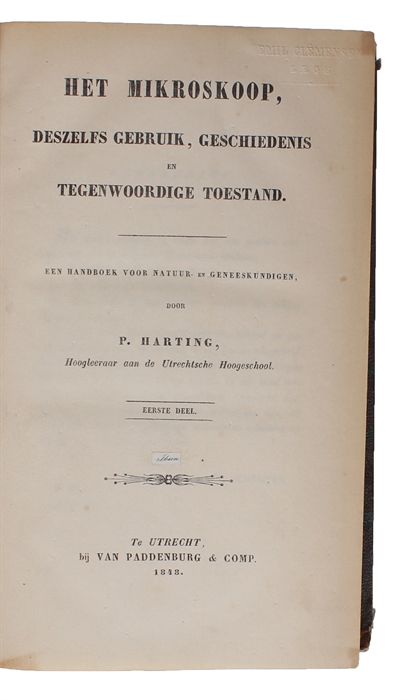 HET MIKROSKOOP,
DESZELFS GEBRUIK, GESCHIEDENIS
EN
TEGENWOORDIGE TOESTAND.
EEN HANDBOEK VOOR NATUUR- EN GENEESKUNDIGEN,
DOOR
P. HARTING,
Hoogleeraar aan de Utrechtsche Hoogeschool.
EERSTE DEEL.
Te UTRECHT,
bij VAN PADDENBURG & COMP.
1848.